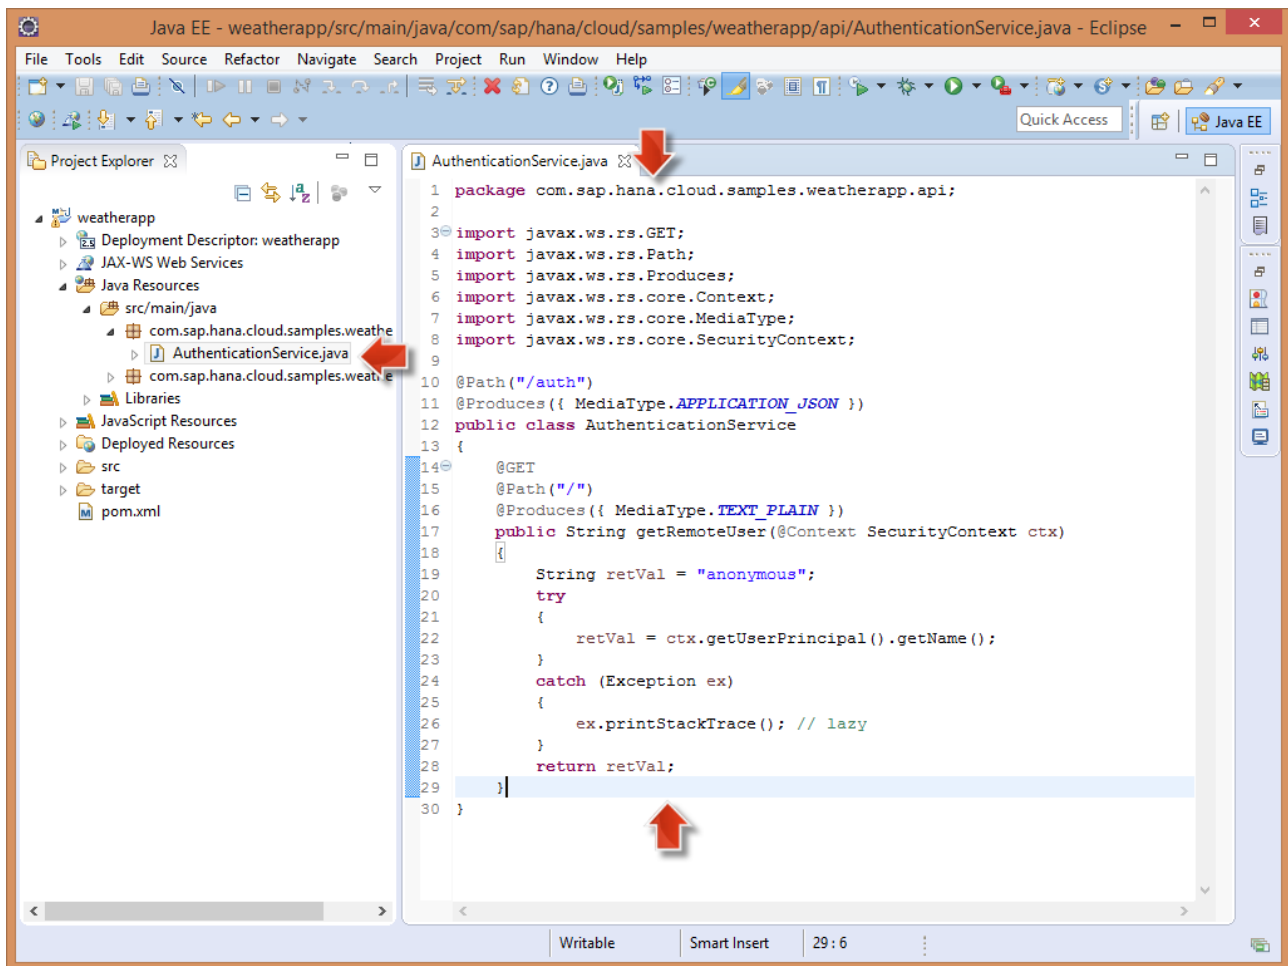 Java EE - weatherapp/src/main/java/com/sap/hana/cloud/samples/weatherapp/api/AuthenticationService.java - Eclipse
File Tools Edit Source Refactor Navigate Search Project Run Window Help
Quick Access
Java EE
Project Explorer
weatherapp
Deployment Descriptor: weatherapp
JAX-WS Web Services
Java Resources
src/main/java
com.sap.hana.cloud.samples.weathe
AuthenticationService.java
com.sap.hana.cloud.samples.weathe
Libraries
JavaScript Resources
Deployed Resources
src
target
pom.xml
AuthenticationService.java
1 package com.sap.hana.cloud.samples.weatherapp.api;
2
3 import javax.ws.rs.GET;
4 import javax.ws.rs.Path;
5 import javax.ws.rs.Produces;
6 import javax.ws.rs.core.Context;
7 import javax.ws.rs.core.MediaType;
8 import javax.ws.rs.core.SecurityContext;
9
10 @Path("/auth")
11 @Produces({ MediaType.APPLICATION_JSON })
12 public class AuthenticationService
13 {
14 @GET
15 @Path("/")
16 @Produces({ MediaType.TEXT_PLAIN })
17 public String getRemoteUser(@Context SecurityContext ctx)
18 {
19 String retVal = "anonymous";
20 try
21 {
22 retVal = ctx.getUserPrincipal().getName();
23 }
24 catch (Exception ex)
25 {
26 ex.printStackTrace(); // lazy
27 }
28 return retVal;
29 }
30 }
Writable
Smart Insert
29 : 6